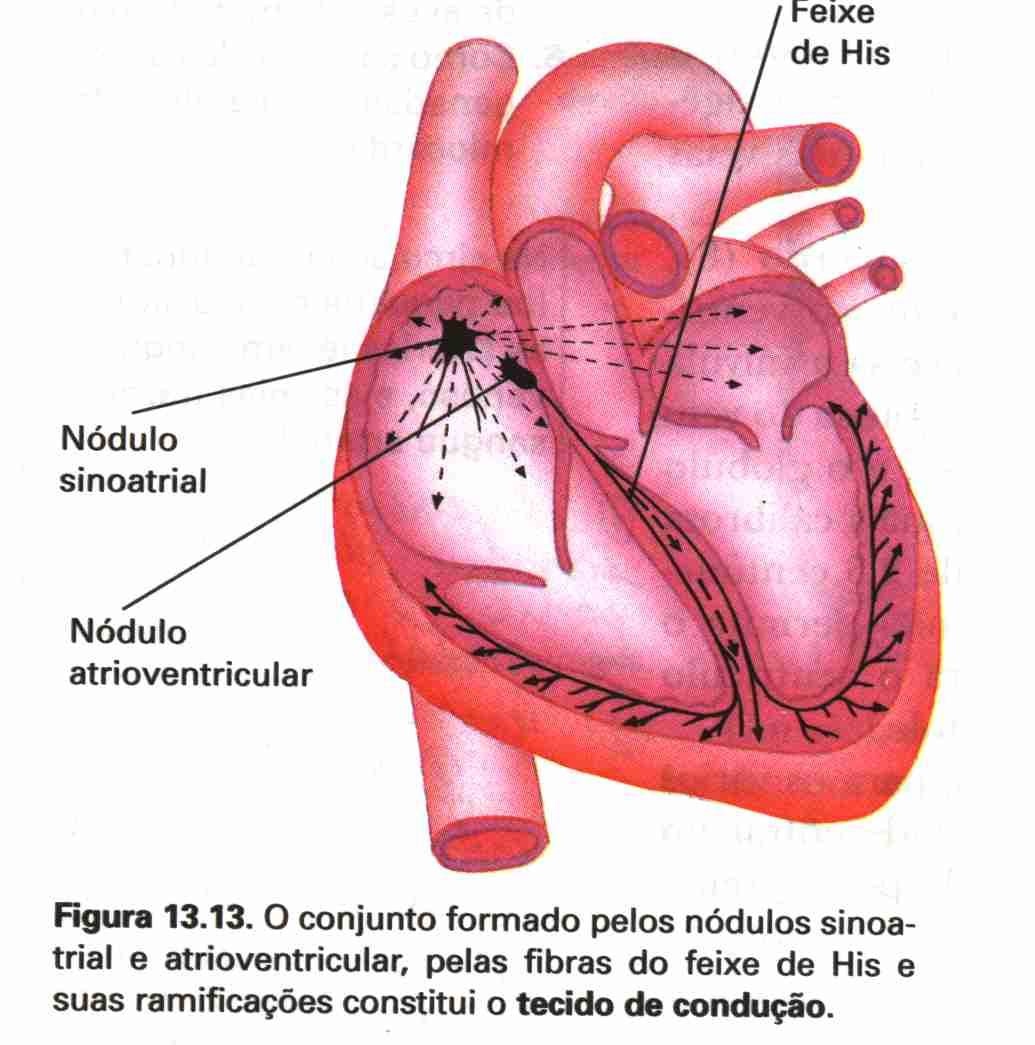 Feixe
de His
Nódulo
sinoatrial
Nódulo
atrioventricular
Figura 13.13. O conjunto formado pelos nódulos sinoa-
trial e atrioventricular, pelas fibras do feixe de His e
suas ramificações constitui o tecido de condução.